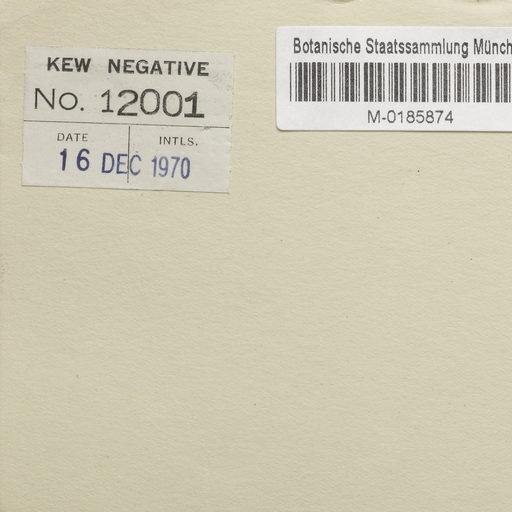 KEW NEGATIVE
No. 12001
DATE INTLS.
16 DEC 1970
Botanische Staatssammlung Münch
M-0185874